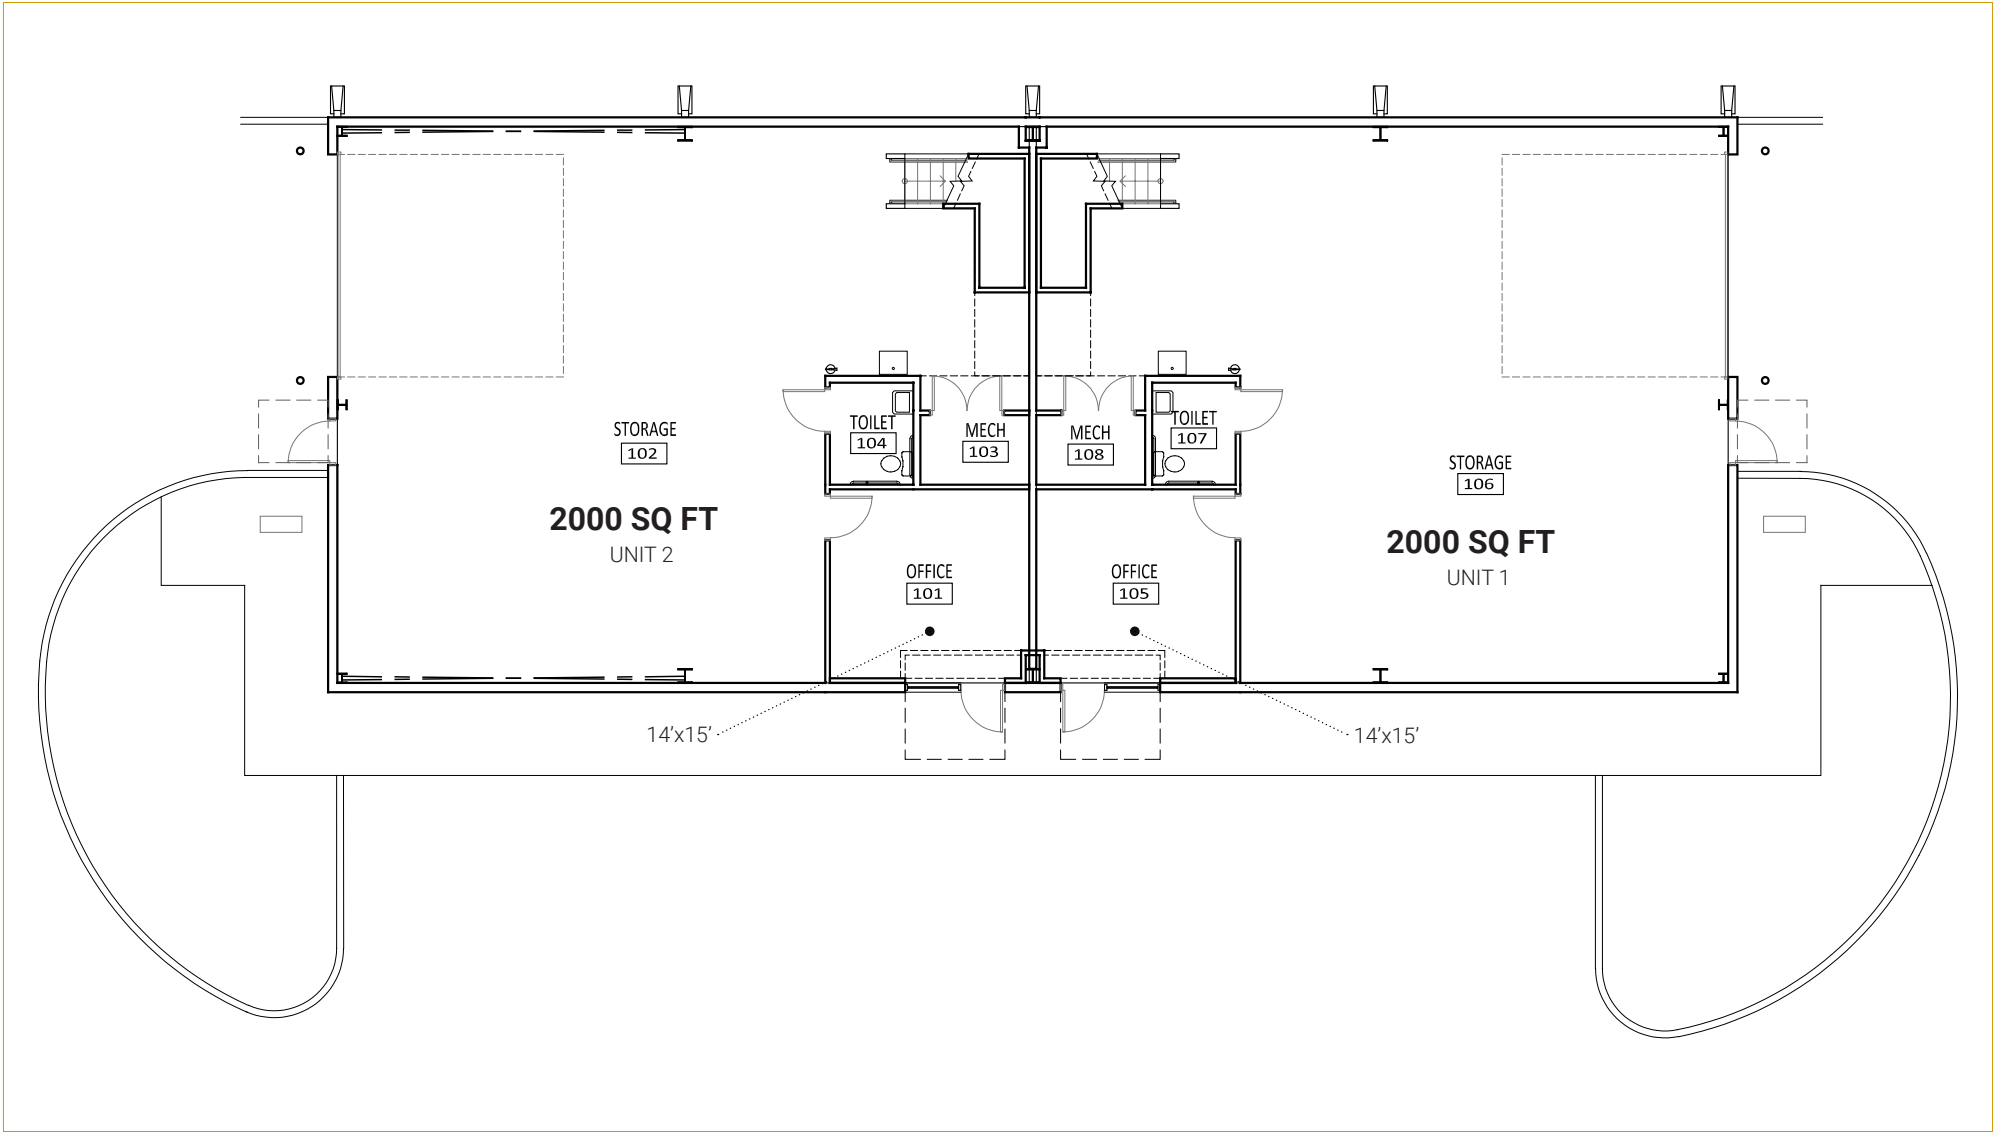 TOILET
104
MECH
103
MECH
108
TOILET
107
STORAGE
102
STORAGE
106
2000 SQ FT
UNIT 2
2000 SQ FT
UNIT 1
OFFICE
101
OFFICE
105
14’x15’
14’x15’